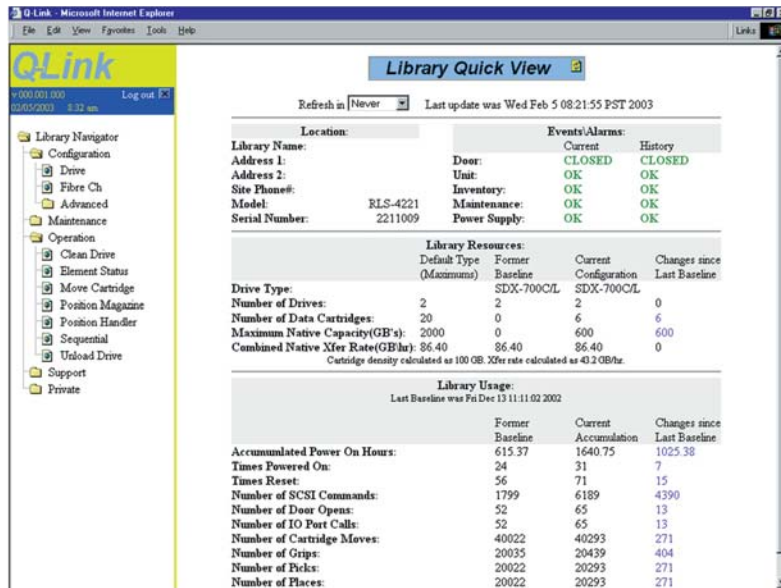 Q-Link - Microsoft Internet Explorer
File Edit View Favorites Tools Help
Links
Q-Link
v 000.001.000 Log out
02/05/2003 8:32 am
Library Navigator
Configuration
Drive
Fibre Ch
Advanced
Maintenance
Operation
Clean Drive
Element Status
Move Cartridge
Position Magazine
Position Handler
Sequential
Unload Drive
Support
Private
Library Quick View
Refresh in Never Last update was Wed Feb 5 08:21:55 PST 2003
Location:
Library Name:
Address 1:
Address 2:
Site Phone#:
Model: RLS-4221
Serial Number: 2211009
Events\Alarms:
Current History
Door: CLOSED CLOSED
Unit: OK OK
Inventory: OK OK
Maintenance: OK OK
Power Supply: OK OK
Library Resources:
Default Type Former Current Changes since
(Maximums) Baseline Configuration Last Baseline
Drive Type: SDX-700C/L SDX-700C/L
Number of Drives: 2 2 2 0
Number of Data Cartridges: 20 0 6 6
Maximum Native Capacity(GB's): 2000 0 600 600
Combined Native Xfer Rate(GB\hr): 86.40 86.40 86.40 0
Cartridge density calculated as 100 GB. Xfer rate calculated as 43.2 GB/hr.
Library Usage:
Last Baseline was Fri Dec 13 11:11:02 2002
Former Current Changes since
Baseline Accumulation Last Baseline
Accumumlated Power On Hours: 615.37 1640.75 1025.38
Times Powered On: 24 31 7
Times Reset: 56 71 15
Number of SCSI Commands: 1799 6189 4390
Number of Door Opens: 52 65 13
Number of IO Port Calls: 52 65 13
Number of Cartridge Moves: 40022 40293 271
Number of Grips: 20035 20439 404
Number of Picks: 20022 20293 271
Number of Places: 20022 20293 271